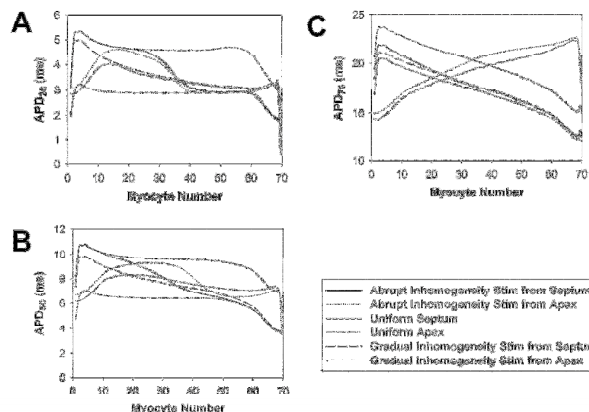 A
APD25 (ms)
6
5
4
3
2
1
0
0 10 20 30 40 50 60 70
Myocyte Number
B
APD50 (ms)
12
10
8
6
4
2
0
0 10 20 30 40 50 60 70
Myocyte Number
C
APD75 (ms)
25
20
15
10
0 10 20 30 40 50 60 70
Myocyte Number
Abrupt Inhomogeneity Stim from Septum
Abrupt Inhomogeneity Stim from Apex
Uniform Septum
Uniform Apex
Gradual Inhomogeneity Stim from Septum
Gradual Inhomogeneity Stim from Apex